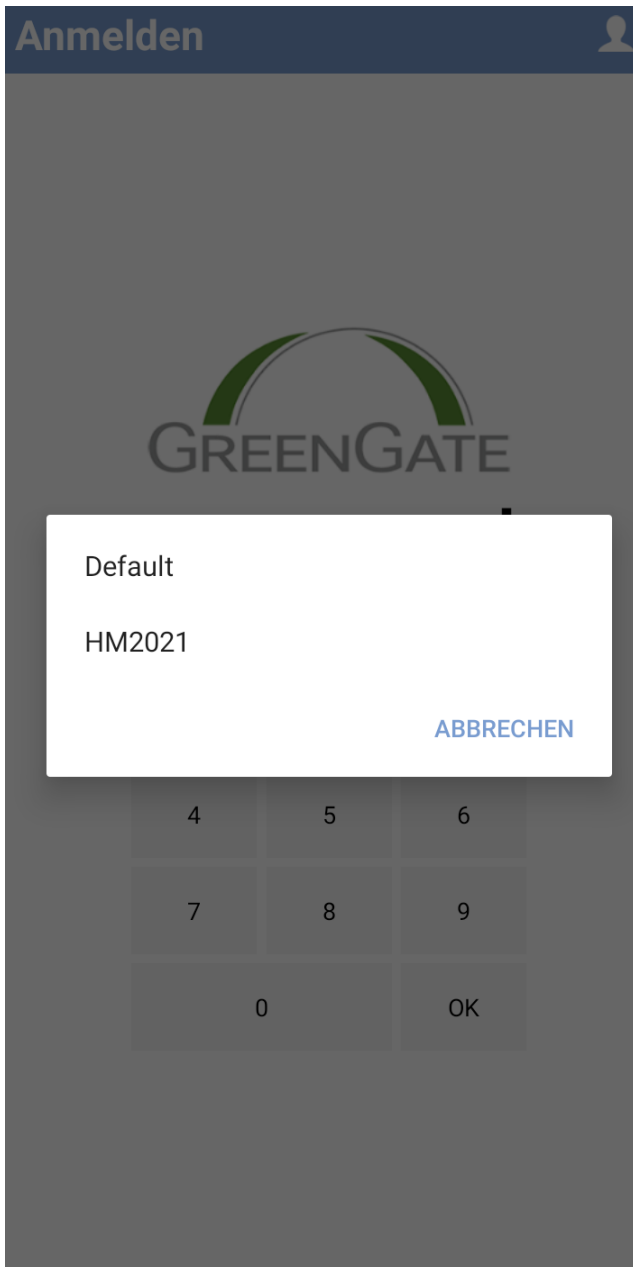 Anmelden
GREENGATE
Default
HM2021
ABBRECHEN
4 5 6
7 8 9
0 OK